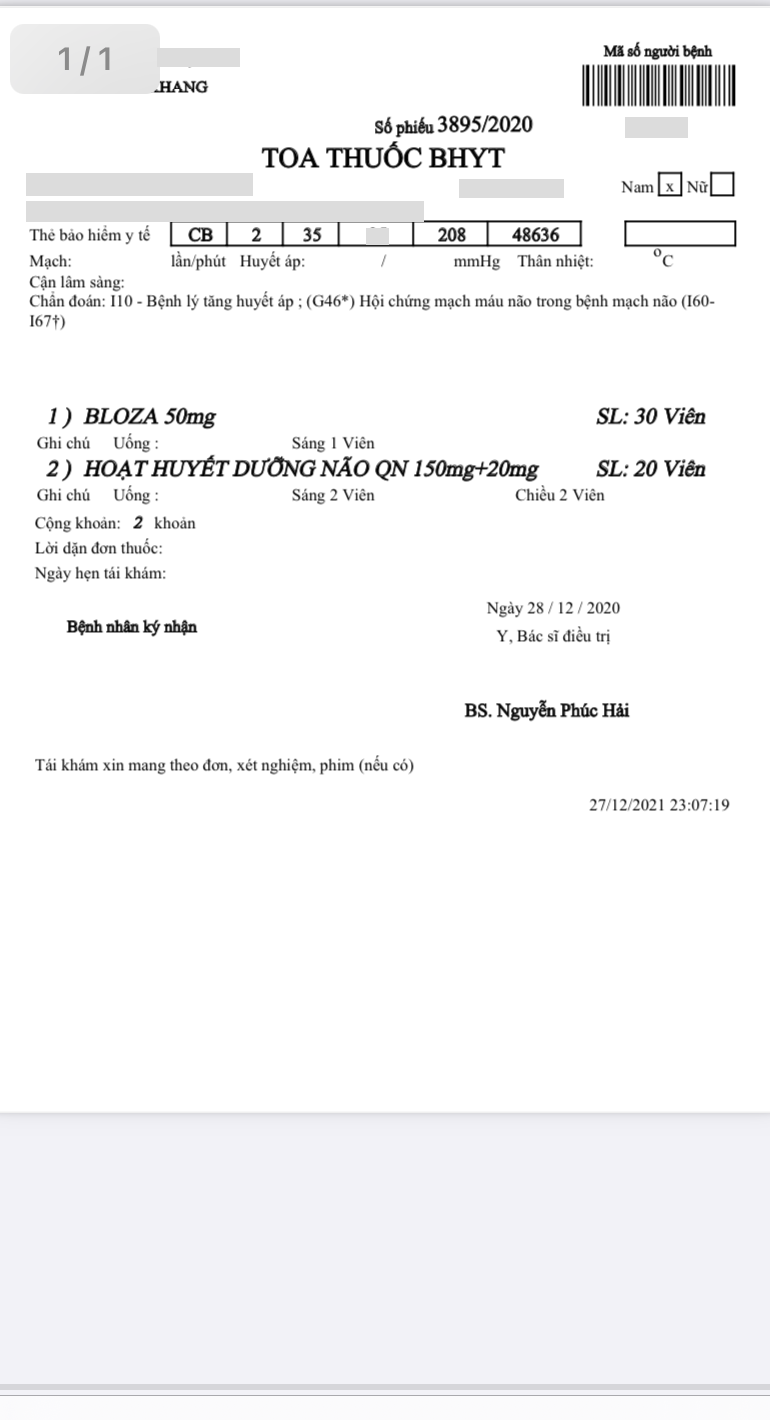 1/1
Mã số người bệnh
HANG
Số phiếu 3895/2020
TOA THUỐC BHYT
Nam x Nữ
Thẻ bảo hiểm y tế CB 2 35 208 48636
Mạch: lần/phút Huyết áp: / mmHg Thân nhiệt: ⁰C
Cận lâm sàng:
Chẩn đoán: I10 - Bệnh lý tăng huyết áp ; (G46*) Hội chứng mạch máu não trong bệnh mạch não (I60-
I67†)
1 ) BLOZA 50mg SL: 30 Viên
Ghi chú Uống : Sáng 1 Viên
2 ) HOẠT HUYẾT DƯỠNG NÃO QN 150mg+20mg SL: 20 Viên
Ghi chú Uống : Sáng 2 Viên Chiều 2 Viên
Cộng khoản: 2 khoản
Lời dặn đơn thuốc:
Ngày hẹn tái khám:
Ngày 28 / 12 / 2020
Bệnh nhân ký nhận
Y, Bác sĩ điều trị
BS. Nguyễn Phúc Hải
Tái khám xin mang theo đơn, xét nghiệm, phim (nếu có)
27/12/2021 23:07:19